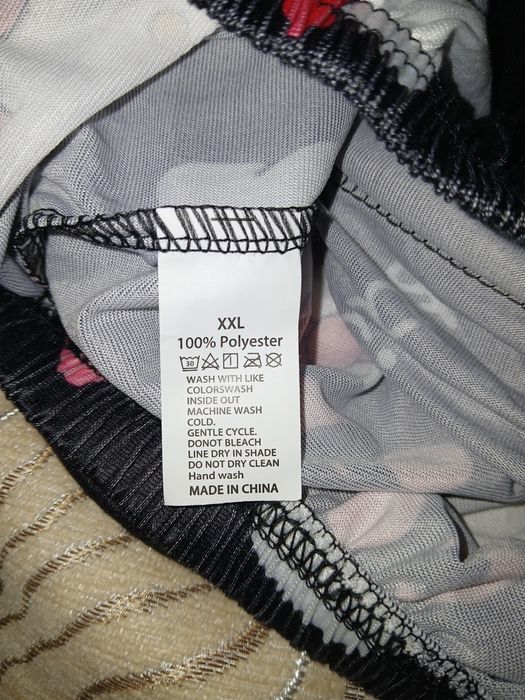 XXL
100% Polyester
30
WASH WITH LIKE
COLORSWASH
INSIDE OUT
MACHINE WASH
COLD.
GENTLE CYCLE.
DONOT BLEACH
LINE DRY IN SHADE
DO NOT DRY CLEAN
Hand wash
MADE IN CHINA